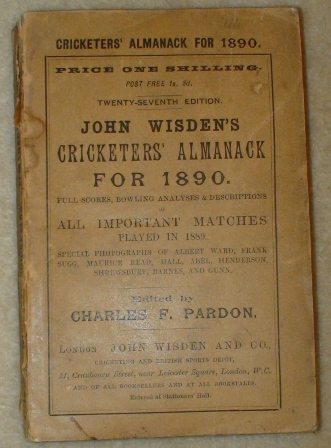 CRICKETERS' ALMANACK FOR 1890.
PRICE ONE SHILLING.
POST FREE 1s. 3d.
TWENTY-SEVENTH EDITION.
JOHN WISDEN'S
CRICKETERS' ALMANACK
FOR 1890.
FULL SCORES, BOWLING ANALYSES & DESCRIPTIONS
OF
ALL IMPORTANT MATCHES
PLAYED IN 1889.
SPECIAL PHOTOGRAPHS OF ALBERT WARD, FRANK
SUGG, MAURICE READ, HALL, ABEL, HENDERSON,
SHREWSBURY, BARNES, AND GUNN.
Edited by
CHARLES F. PARDON.
LONDON JOHN WISDEN AND CO.,
CRICKETING AND BRITISH SPORTS DEPOT,
21, Cranbourn Street, near Leicester Square, London, W.C.
AND OF ALL BOOKSELLERS AND AT ALL BOOKSTALLS.
Entered at Stationers' Hall.